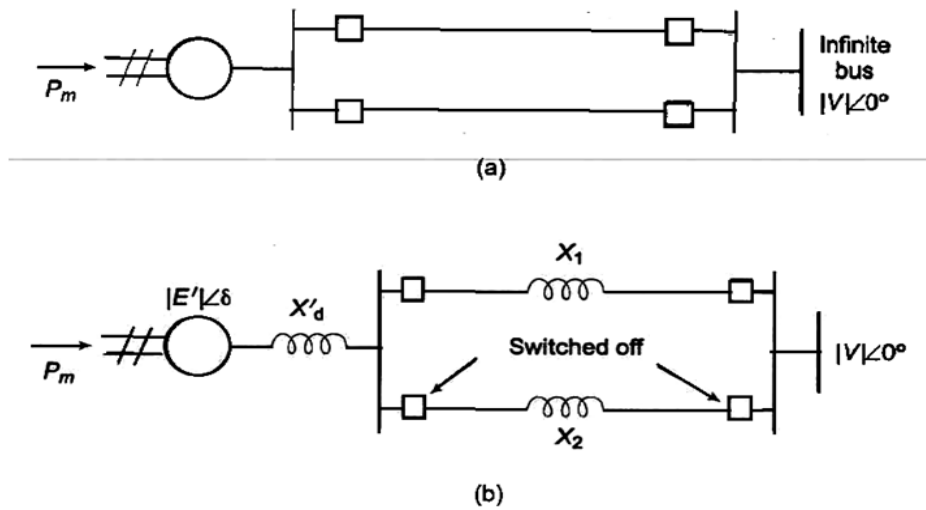 P_m
Infinite
bus
|V|∠0°
(a)
|E'|∠δ
X'_d
X_1
P_m
Switched off
|V|∠0°
X_2
(b)